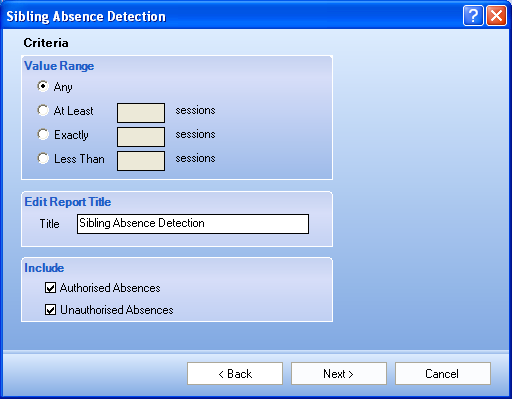 Sibling Absence Detection
Criteria
Value Range
Any
At Least sessions
Exactly sessions
Less Than sessions
Edit Report Title
Title Sibling Absence Detection
Include
Authorised Absences
Unauthorised Absences
< Back Next > Cancel